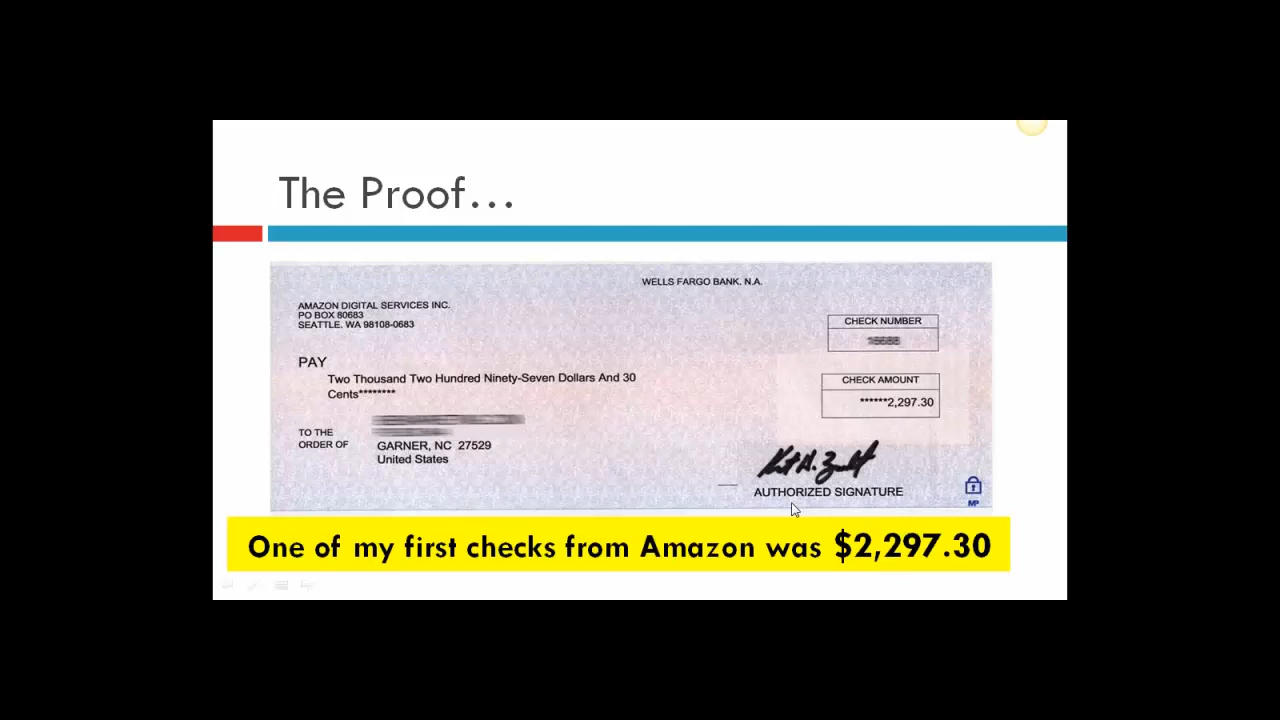 The Proof...
WELLS FARGO BANK. N.A.
AMAZON DIGITAL SERVICES INC.
PO BOX 80683
SEATTLE. WA 98108-0683
CHECK NUMBER
PAY
Two Thousand Two Hundred Ninety-Seven Dollars And 30
Cents********
CHECK AMOUNT
******2,297.30
TO THE
ORDER OF
GARNER, NC 27529
United States
AUTHORIZED SIGNATURE
MP
One of my first checks from Amazon was $2,297.30